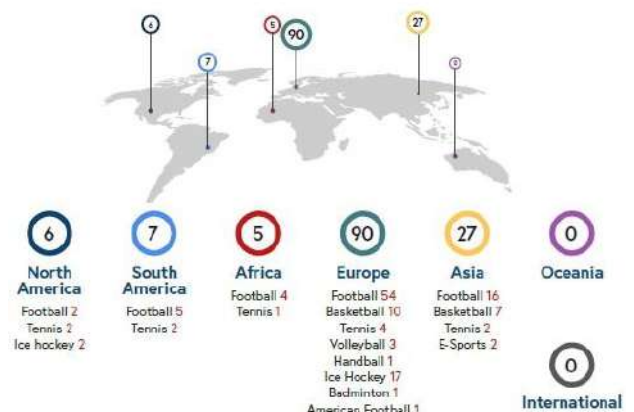 6
5
90
27
7
0
6
7
5
90
27
0
North
America
South
America
Africa
Europe
Asia
Oceania
Football 2
Tennis 2
Ice hockey 2
Football 5
Tennis 2
Football 4
Tennis 1
Football 54
Basketball 10
Tennis 4
Volleyball 3
Handball 1
Ice Hockey 17
Badminton 1
American Football 1
Football 16
Basketball 7
Tennis 2
E-Sports 2
0
International